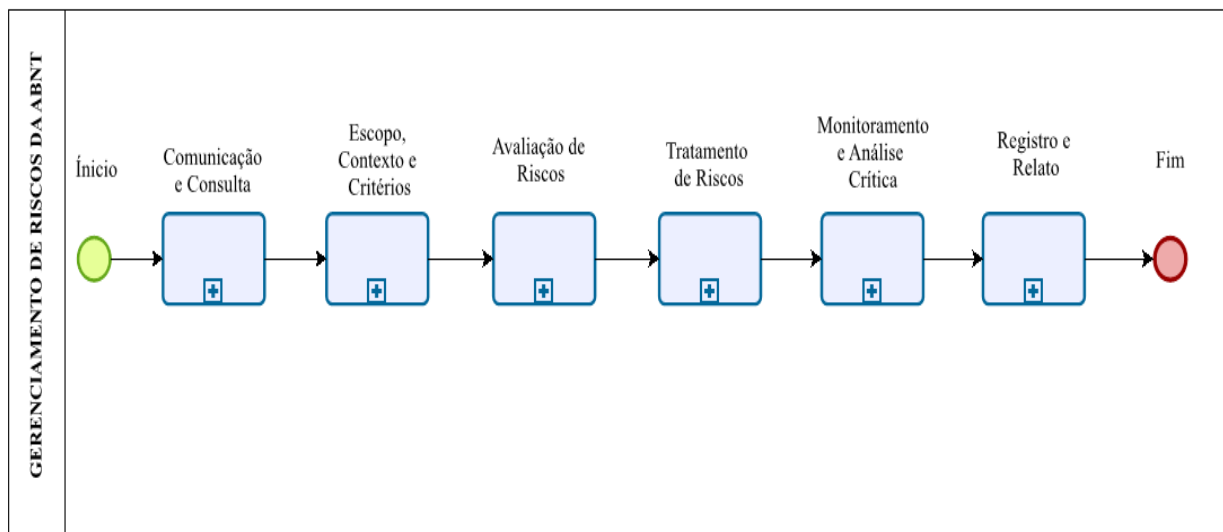 GERENCIAMENTO DE RISCOS DA ABNT
Ínicio
Comunicação
e Consulta
Escopo,
Contexto e
Critérios
Avaliação de
Riscos
Tratamento
de Riscos
Monitoramento
e Análise
Crítica
Registro e
Relato
Fim